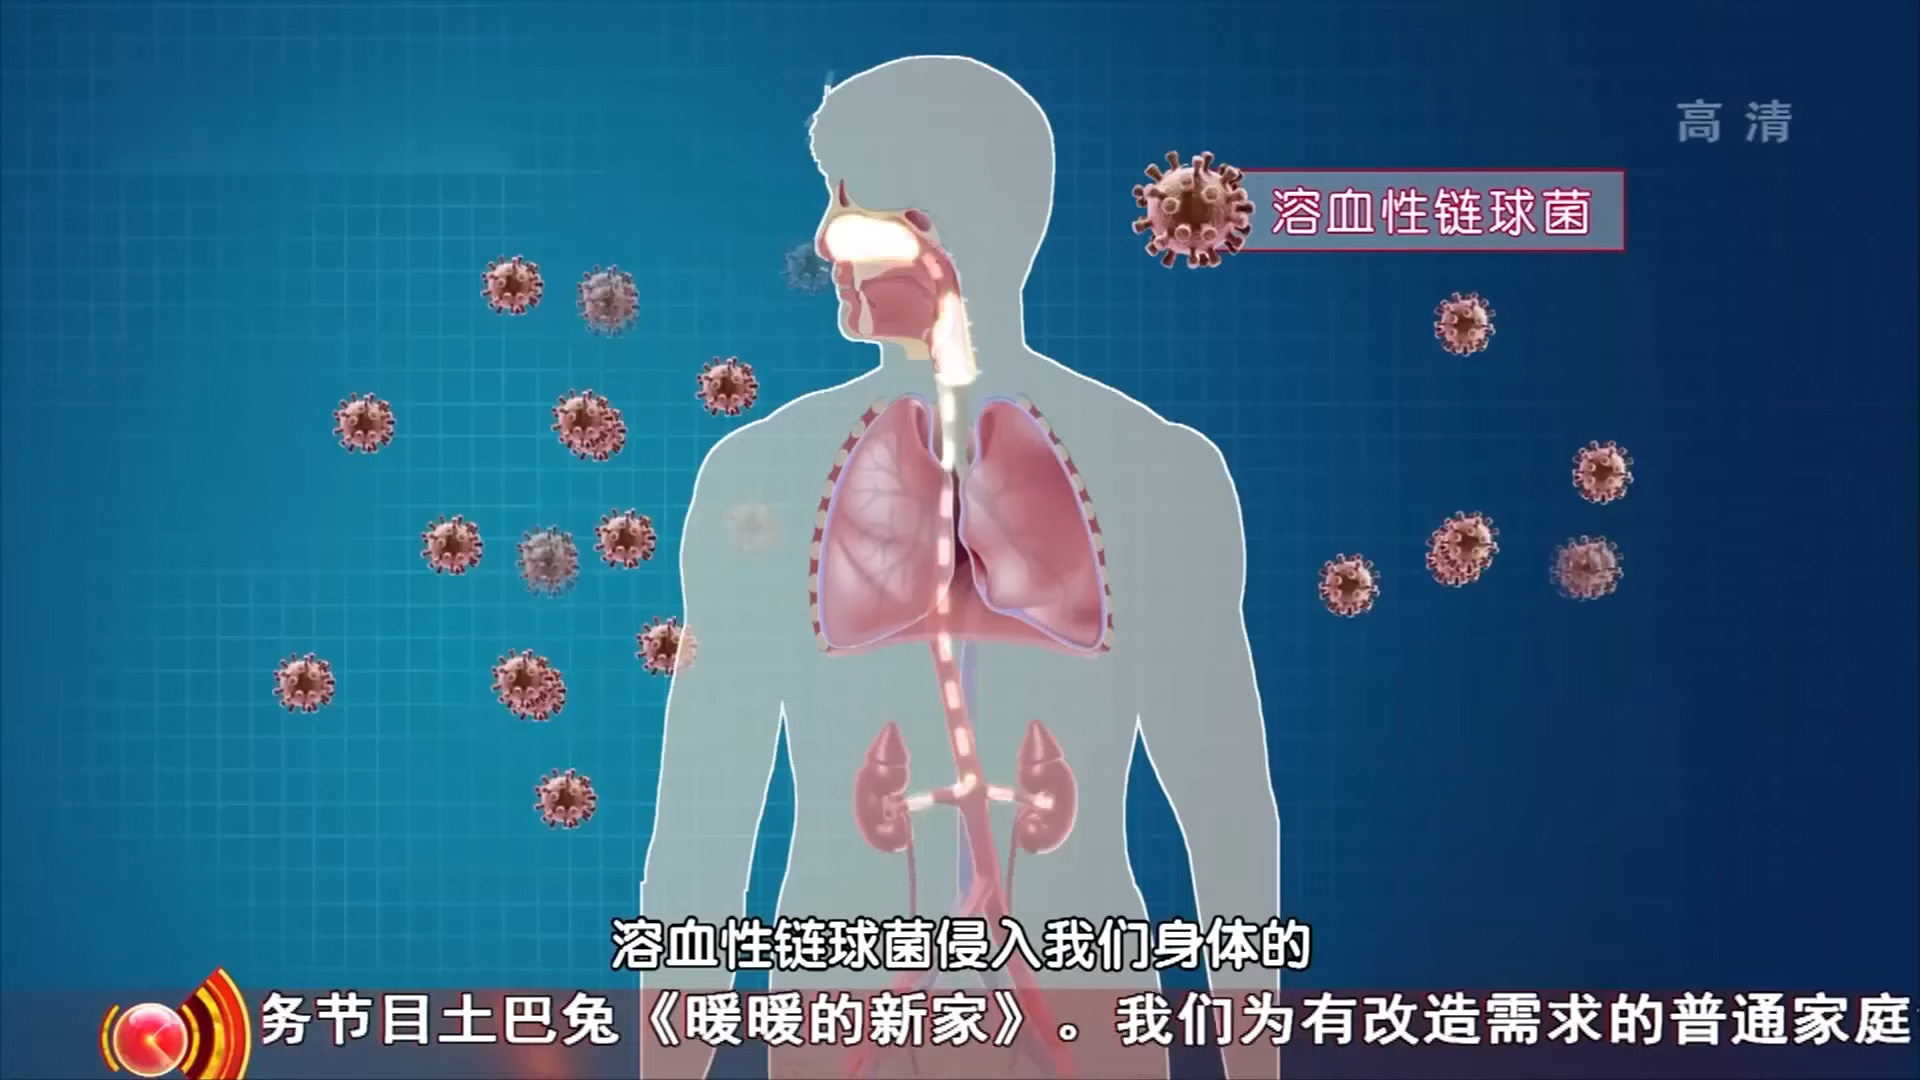 高清
溶血性链球菌
溶血性链球菌侵入我们身体的
务节目土巴兔《暖暖的新家》。我们为有改造需求的普通家庭